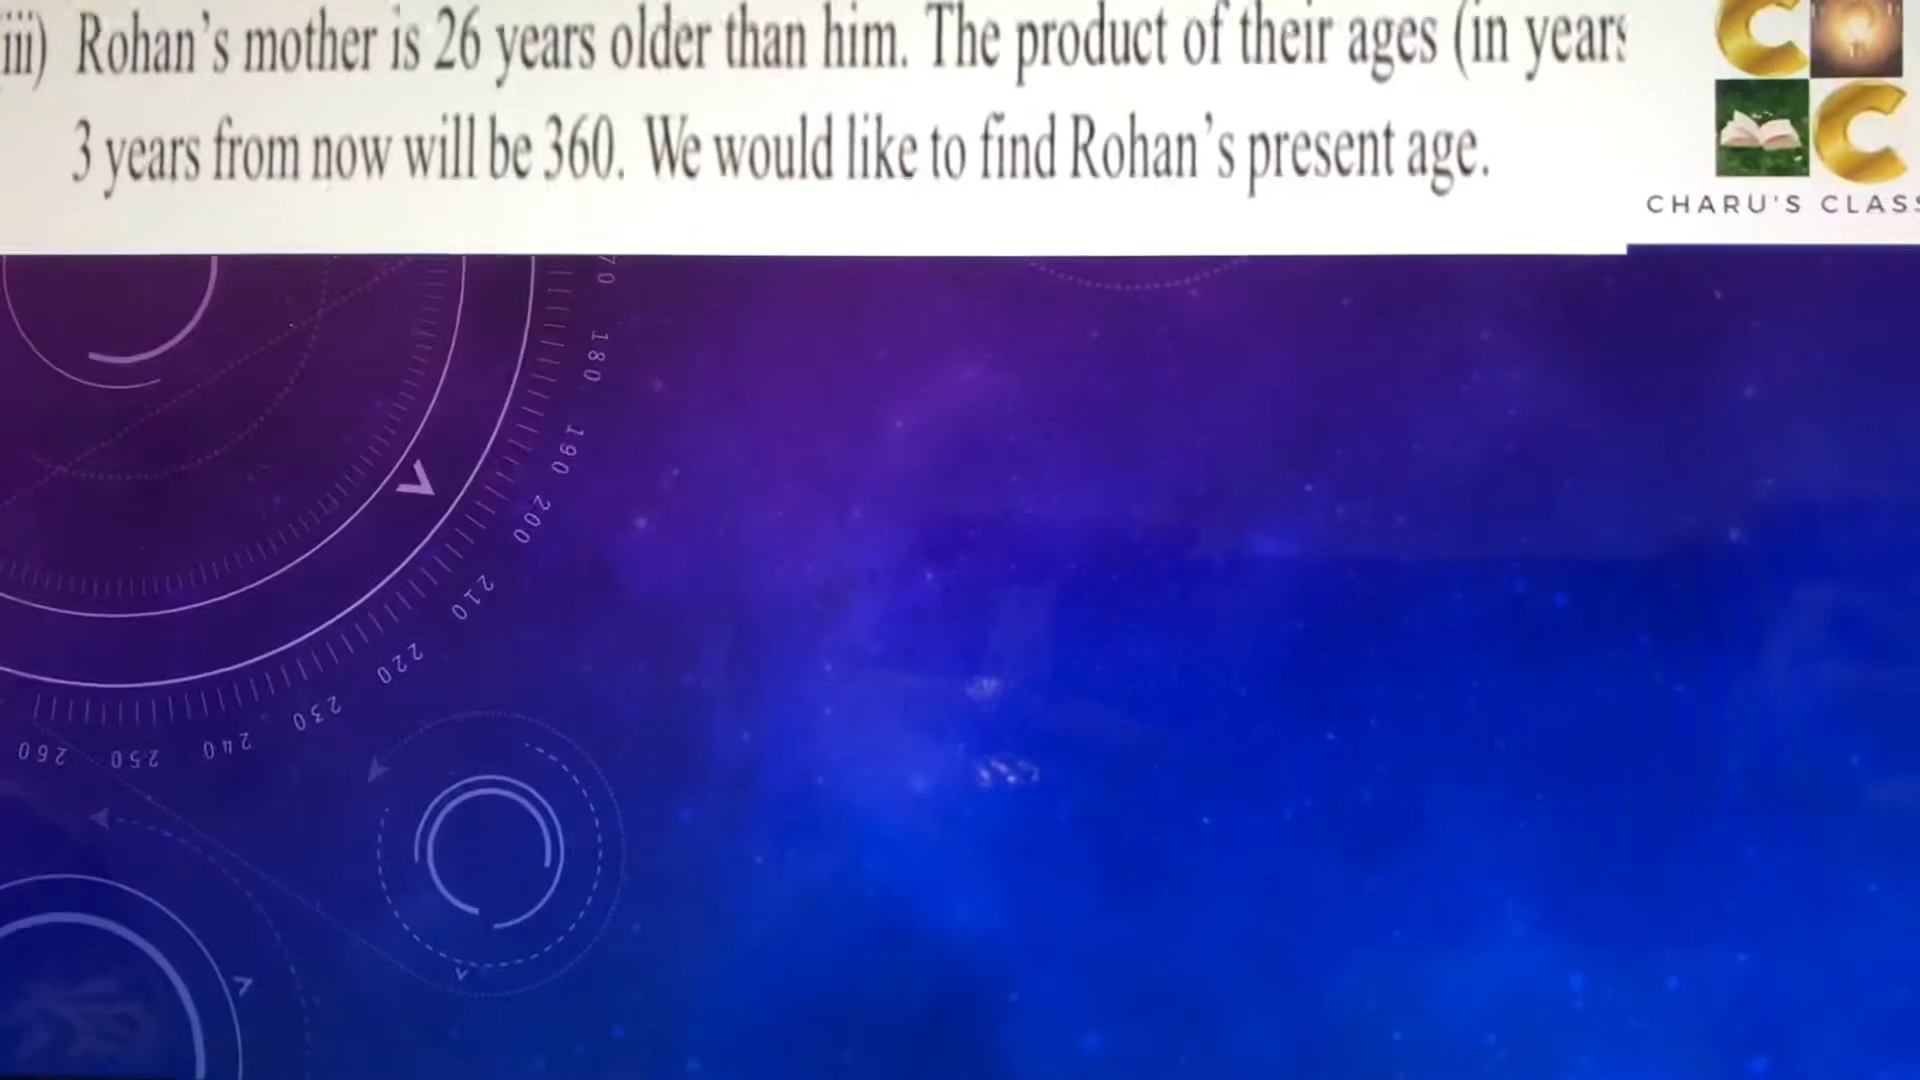 iii) Rohan's mother is 26 years older than him. The product of their ages (in years
3 years from now will be 360. We would like to find Rohan's present age.
C
C
CHARU'S CLASS
70
180
190
200
210
220
230
240
250
260